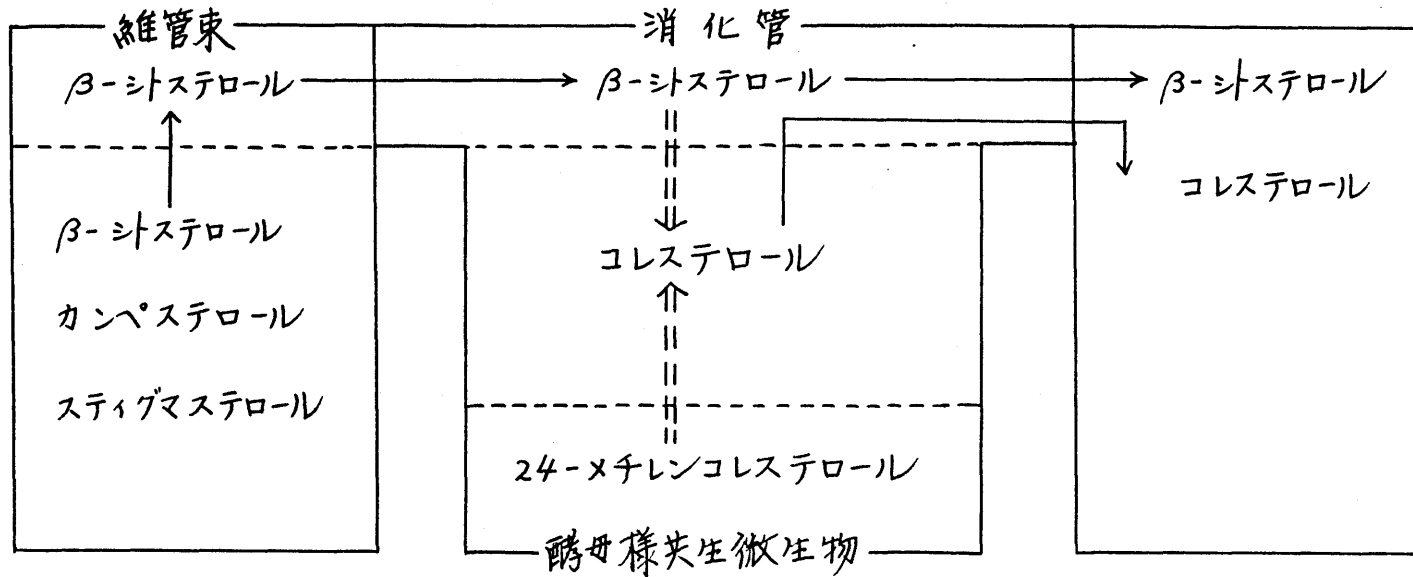 維管束
消化管
β-シトステロール
β-シトステロール
β-シトステロール
コレステロール
β-シトステロール
コレステロール
カンペステロール
スティグマステロール
24-メチレンコレステロール
酵母様共生微生物